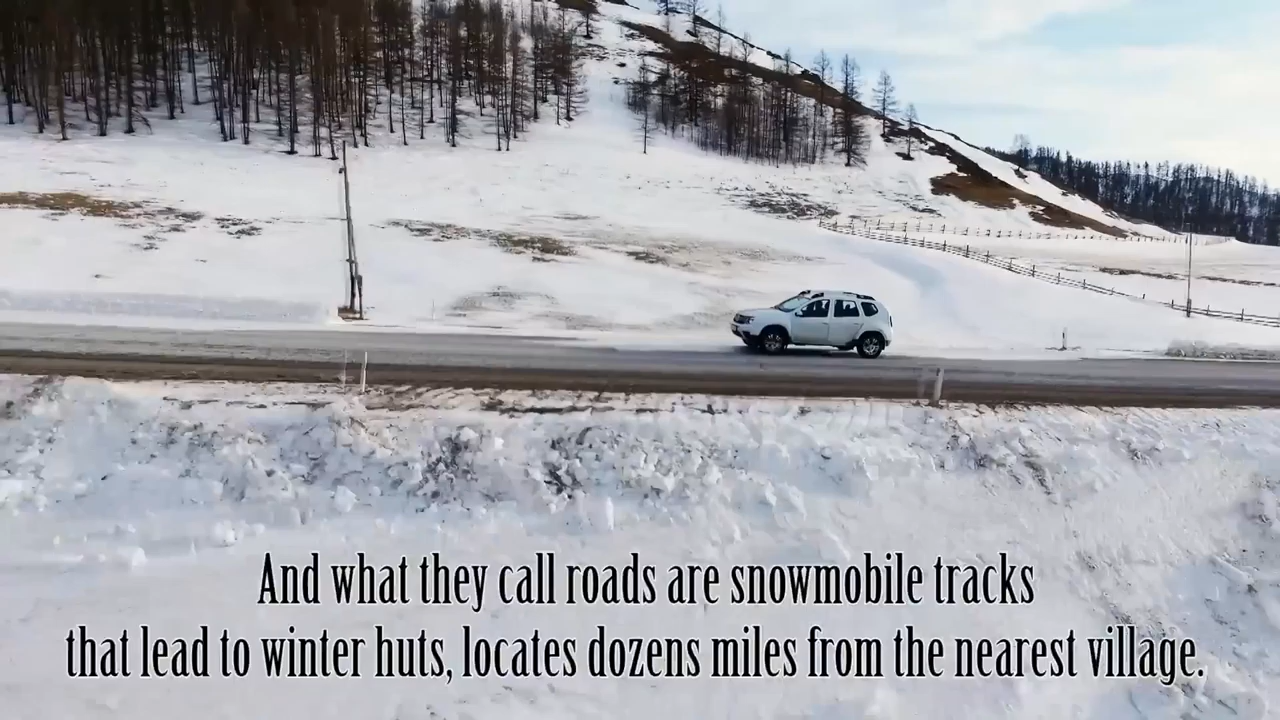 And what they call roads are snowmobile tracks
that lead to winter huts, locates dozens miles from the nearest village.